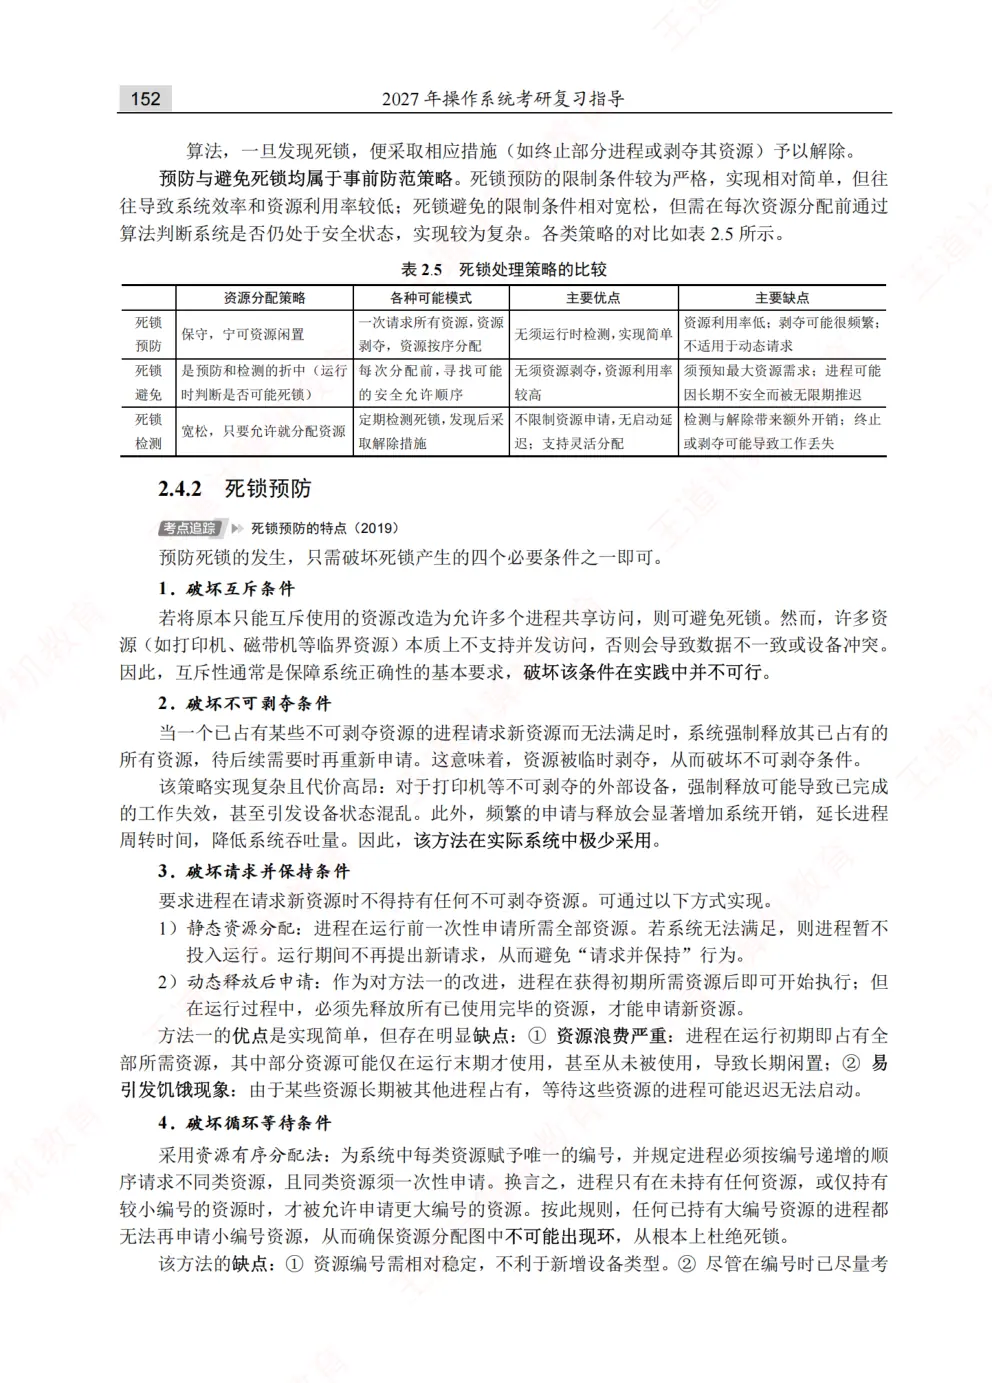 152
2027 年操作系统考研复习指导
算法，一旦发现死锁，便采取相应措施（如终止部分进程或剥夺其资源）予以解除。
预防与避免死锁均属于事前防范策略。死锁预防的限制条件较为严格，实现相对简单，但往
往导致系统效率和资源利用率较低；死锁避免的限制条件相对宽松，但需在每次资源分配前通过
算法判断系统是否仍处于安全状态，实现较为复杂。各类策略的对比如表 2.5 所示。
表 2.5 死锁处理策略的比较
资源分配策略 各种可能模式 主要优点 主要缺点
死锁 一次请求所有资源，资源 资源利用率低；剥夺可能很频繁；
保守，宁可资源闲置 无须运行时检测，实现简单
预防 剥夺，资源按序分配 不适用于动态请求
死锁 是预防和检测的折中（运行 每次分配前，寻找可能 无须资源剥夺，资源利用率 须预知最大资源需求；进程可能
避免 时判断是否可能死锁） 的安全允许顺序 较高 因长期不安全而被无限期推迟
死锁 定期检测死锁，发现后采 不限制资源申请，无启动延 检测与解除带来额外开销；终止
宽松，只要允许就分配资源
检测 取解除措施 迟；支持灵活分配 或剥夺可能导致工作丢失
2.4.2 死锁预防
考点追踪 死锁预防的特点（2019）
预防死锁的发生，只需破坏死锁产生的四个必要条件之一即可。
1．破坏互斥条件
若将原本只能互斥使用的资源改造为允许多个进程共享访问，则可避免死锁。然而，许多资
源（如打印机、磁带机等临界资源）本质上不支持并发访问，否则会导致数据不一致或设备冲突。
因此，互斥性通常是保障系统正确性的基本要求，破坏该条件在实践中并不可行。
2．破坏不可剥夺条件
当一个已占有某些不可剥夺资源的进程请求新资源而无法满足时，系统强制释放其已占有的
所有资源，待后续需要时再重新申请。这意味着，资源被临时剥夺，从而破坏不可剥夺条件。
该策略实现复杂且代价高昂：对于打印机等不可剥夺的外部设备，强制释放可能导致已完成
的工作失效，甚至引发设备状态混乱。此外，频繁的申请与释放会显著增加系统开销，延长进程
周转时间，降低系统吞吐量。因此，该方法在实际系统中极少采用。
3．破坏请求并保持条件
要求进程在请求新资源时不得持有任何不可剥夺资源。可通过以下方式实现。
1）静态资源分配：进程在运行前一次性申请所需全部资源。若系统无法满足，则进程暂不
投入运行。运行期间不再提出新请求，从而避免“请求并保持”行为。
2）动态释放后申请：作为对方法一的改进，进程在获得初期所需资源后即可开始执行；但
在运行过程中，必须先释放所有已使用完毕的资源，才能申请新资源。
方法一的优点是实现简单，但存在明显缺点：① 资源浪费严重：进程在运行初期即占有全
部所需资源，其中部分资源可能仅在运行末期才使用，甚至从未被使用，导致长期闲置；② 易
引发饥饿现象：由于某些资源长期被其他进程占有，等待这些资源的进程可能迟迟无法启动。
4．破坏循环等待条件
采用资源有序分配法：为系统中每类资源赋予唯一的编号，并规定进程必须按编号递增的顺
序请求不同类资源，且同类资源须一次性申请。换言之，进程只有在未持有任何资源，或仅持有
较小编号的资源时，才被允许申请更大编号的资源。按此规则，任何已持有大编号资源的进程都
无法再申请小编号资源，从而确保资源分配图中不可能出现环，从根本上杜绝死锁。
该方法的缺点：① 资源编号需相对稳定，不利于新增设备类型。② 尽管在编号时已尽量考